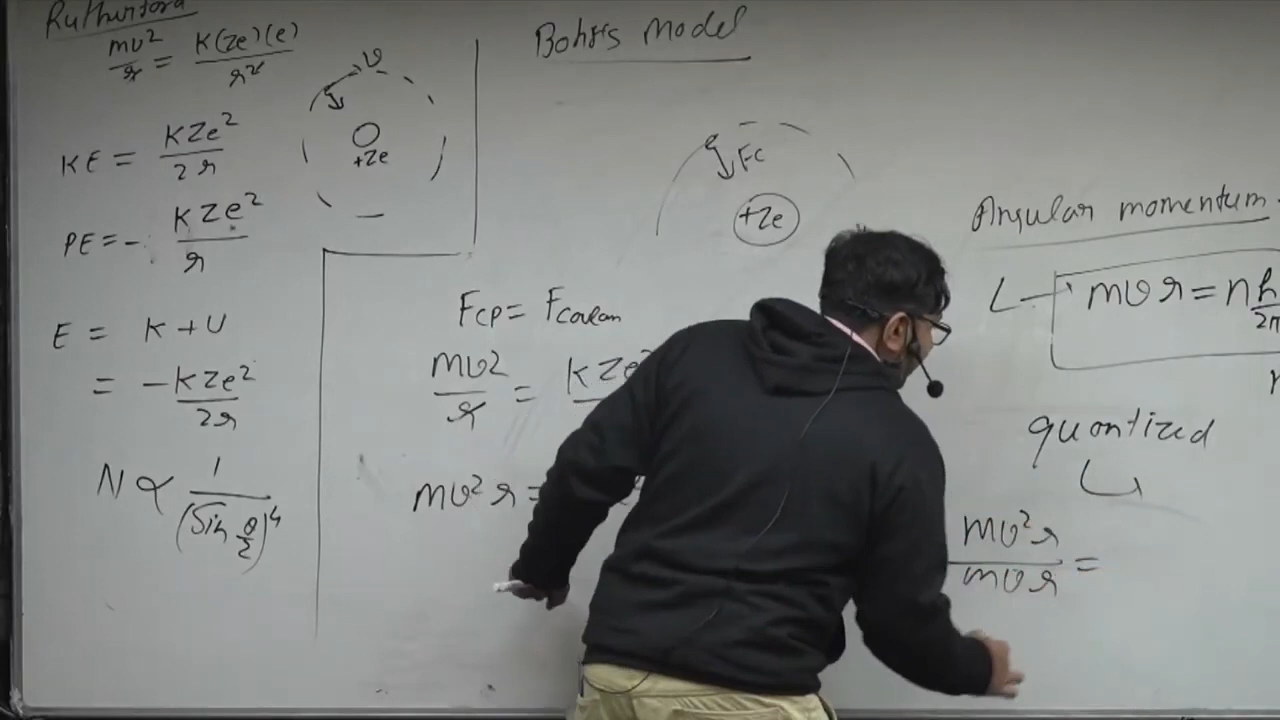 Rutherford
mv²/r = K(Ze)(e)/r²
v
+Ze
KE = KZe²/2r
PE = - KZe²/r
E = K + U
= -KZe²/2r
N ∝ 1/(Sin θ/2)⁴
Bohr's Model
Fc
+Ze
Fcp = Fcoulom
mv²/r = KZe²
mv²r =
Angular momentum
L → mvr = nh/2π
quantized
mv²r/mvr =